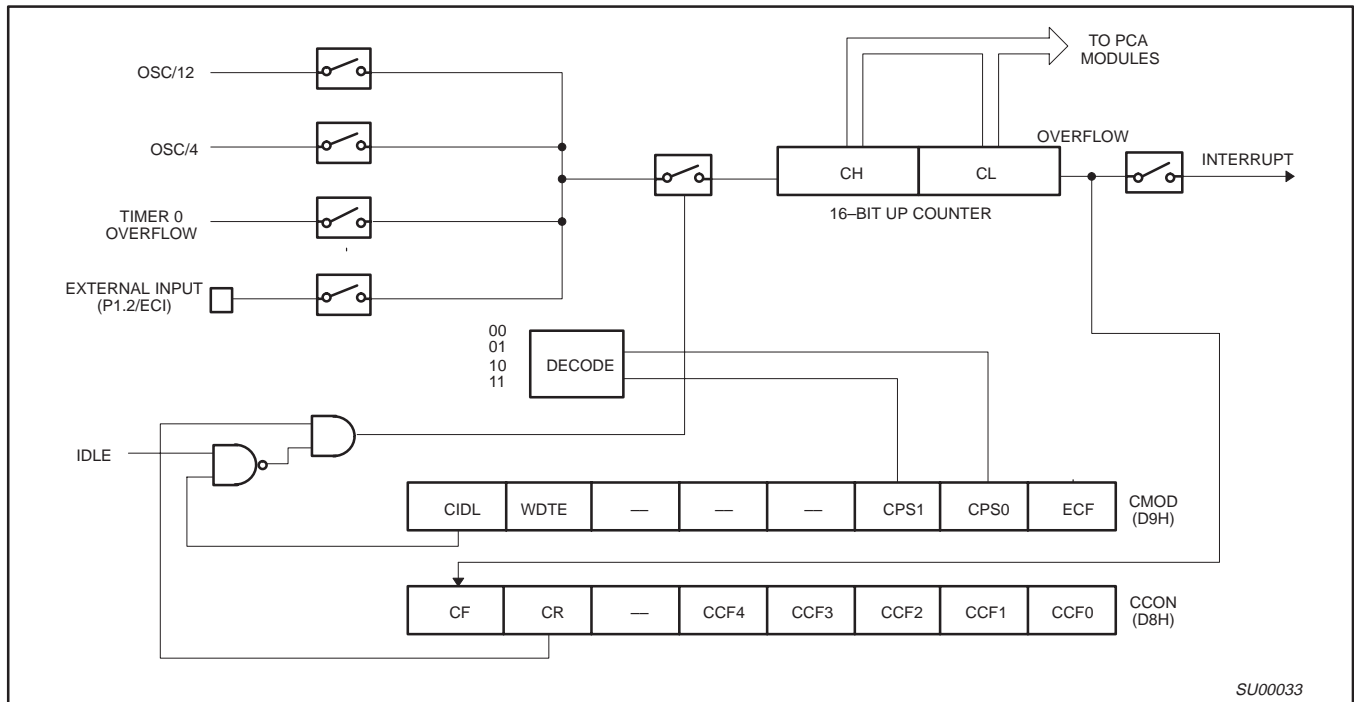 OSC/12
OSC/4
TIMER 0
OVERFLOW
EXTERNAL INPUT
(P1.2/ECI)
TO PCA
MODULES
OVERFLOW
INTERRUPT
CH
CL
16–BIT UP COUNTER
00
01
10
11
DECODE
IDLE
CIDL WDTE –– –– –– CPS1 CPS0 ECF
CMOD
(D9H)
CF CR –– CCF4 CCF3 CCF2 CCF1 CCF0
CCON
(D8H)
SU00033